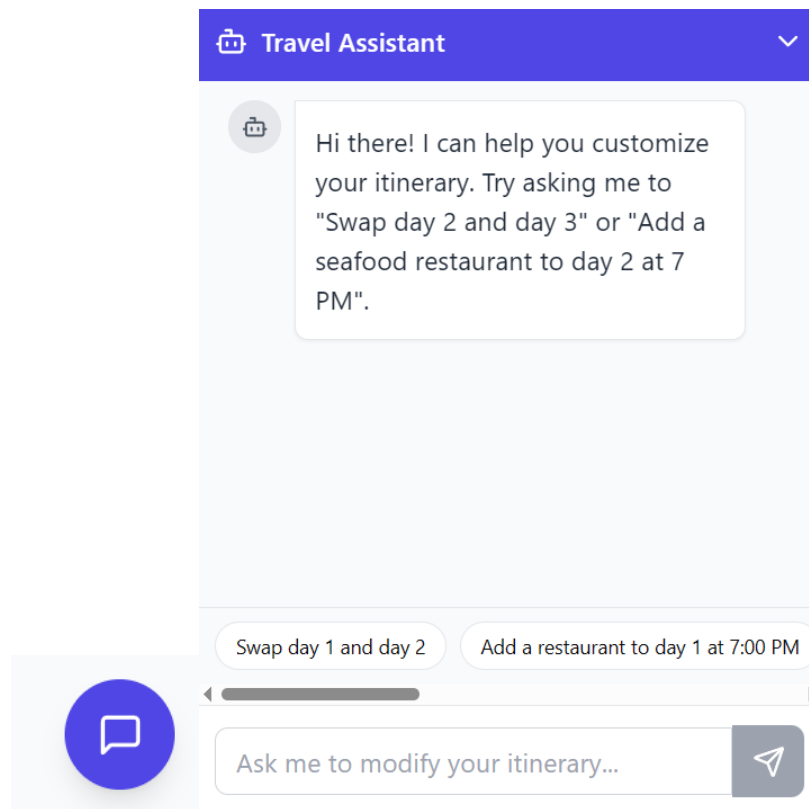 Travel Assistant
Hi there! I can help you customize
your itinerary. Try asking me to
"Swap day 2 and day 3" or "Add a
seafood restaurant to day 2 at 7
PM".
Swap day 1 and day 2
Add a restaurant to day 1 at 7:00 PM
Ask me to modify your itinerary...